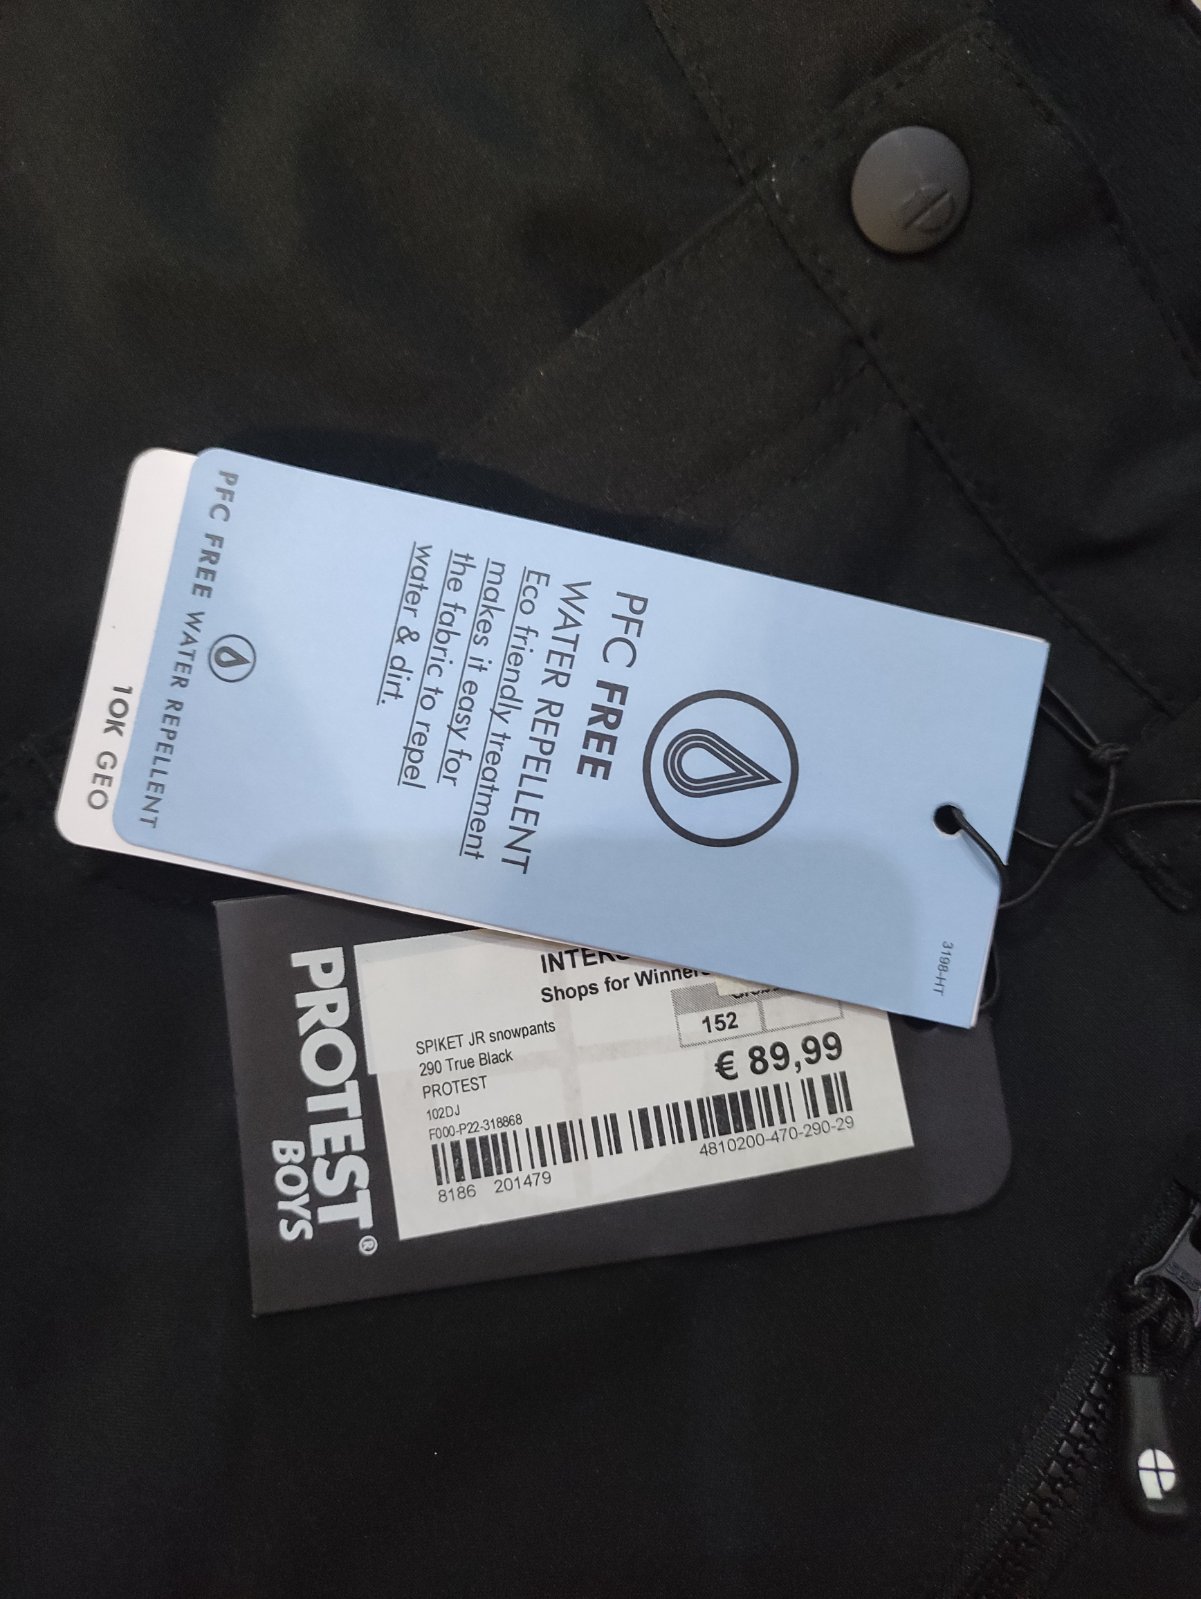 PFC FREE
WATER REPELLENT
Eco friendly treatment
makes it easy for
the fabric to repel
water & dirt.
PFC FREE WATER REPELLENT
3198-HT
10K GEO
PROTEST®
BOYS
Shops for Winners
152
€ 89,99
SPIKET JR snowpants
290 True Black
PROTEST
102DJ
F000-P22-318868
8186 201479
4810200-470-290-29